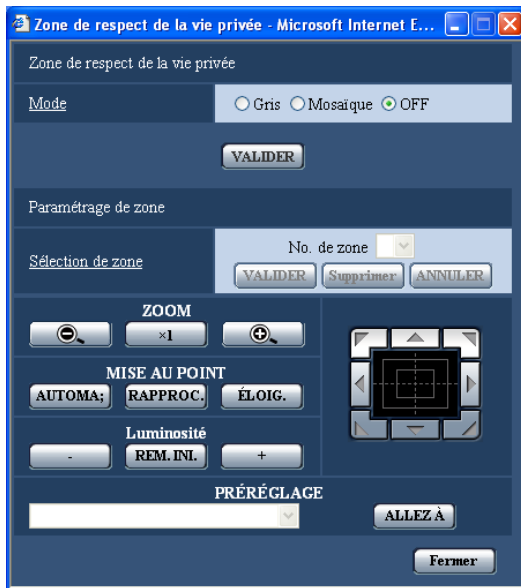 Zone de respect de la vie privée - Microsoft Internet E...
Zone de respect de la vie privée
Mode
Gris Mosaïque OFF
VALIDER
Paramétrage de zone
Sélection de zone
No. de zone
VALIDER Supprimer ANNULER
ZOOM
×1
MISE AU POINT
AUTOMA; RAPPROC. ÉLOIG.
Luminosité
- REM. INI. +
PRÉRÉGLAGE
ALLEZ À
Fermer